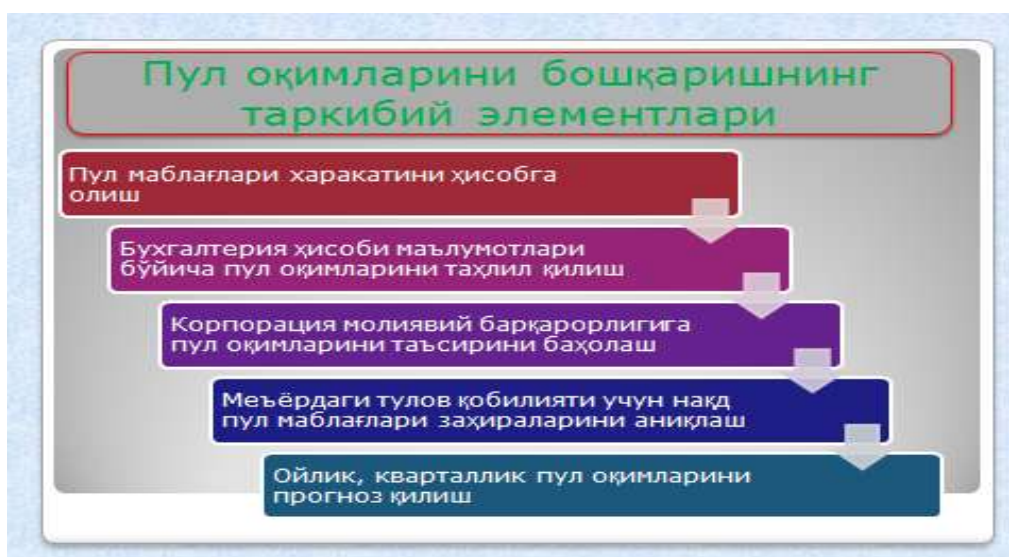 Пул оқимларини бошқаришнинг
таркибий элементлари
Пул маблағлари харакатини ҳисобга
олиш
Бухгалтерия ҳисоби маълумотлари
бўйича пул оқимларини таҳлил қилиш
Корпорация молиявий барқарорлигига
пул оқимларини таъсирини баҳолаш
Меъёрдаги тулов қобилияти учун нақд
пул маблағлари заҳираларини аниқлаш
Ойлик, кварталлик пул оқимларини
прогноз қилиш